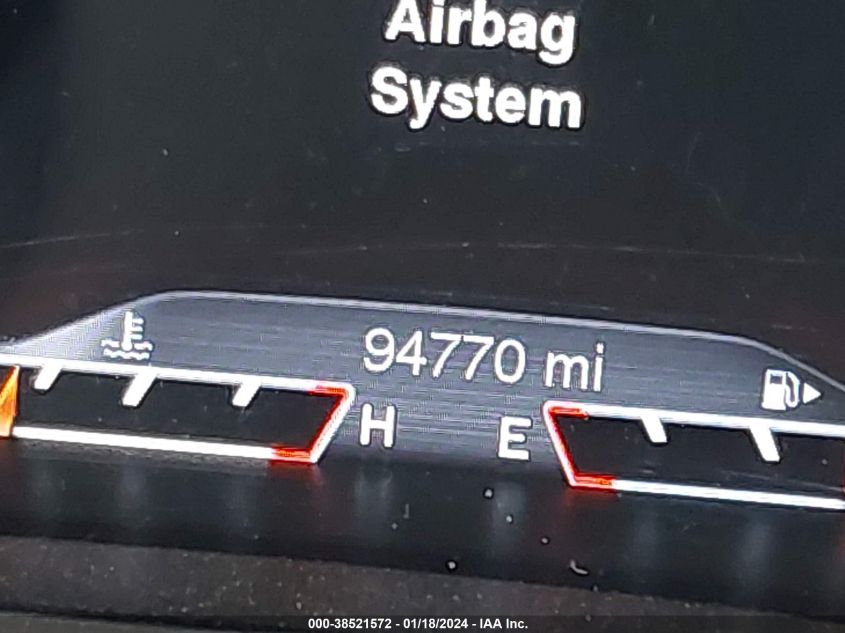 Airbag
System
94770 mi
H E
000-38521572 - 01/18/2024 - IAA Inc.